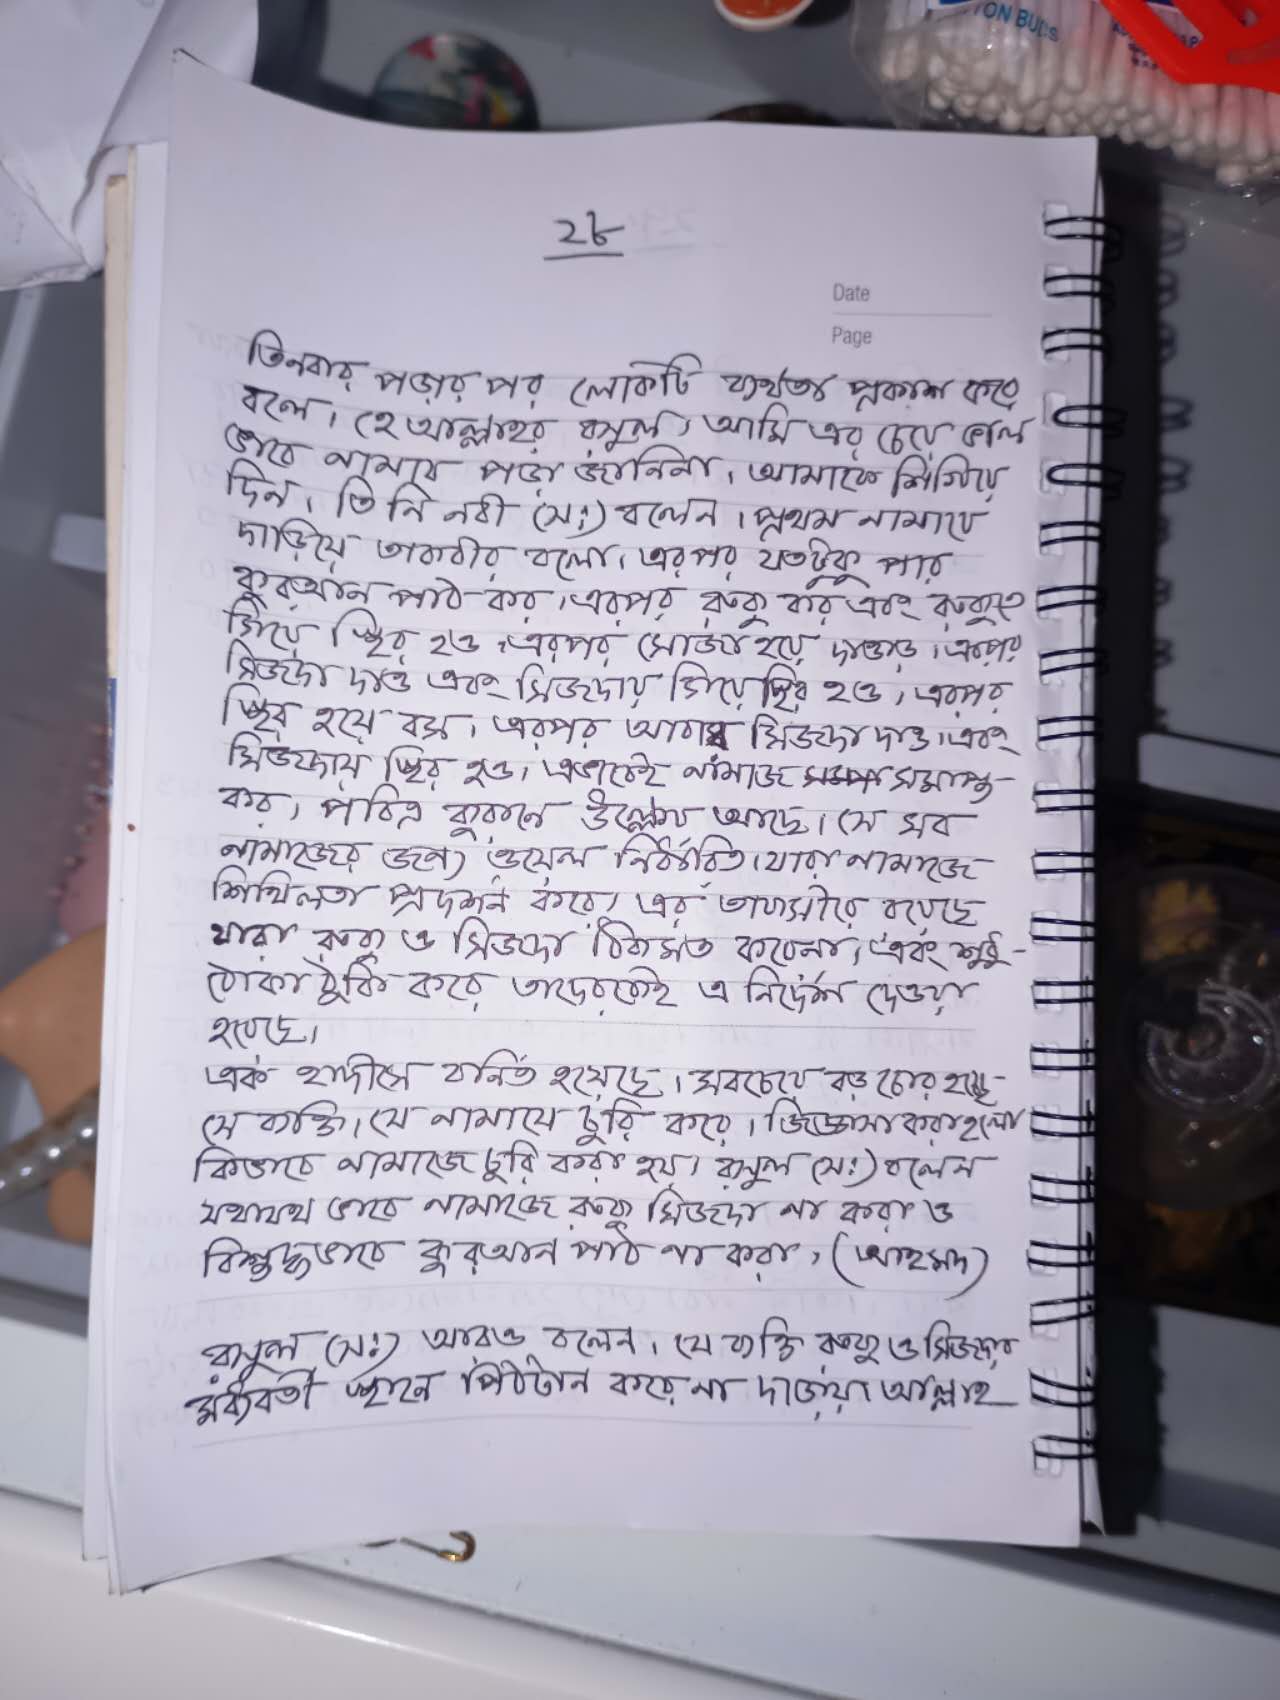 TON BUDS
২৮
Date
Page
তিনবার পড়ার পর লোকটি ব্যর্থতা প্রকাশ করে
বলে। হে আল্লাহর রাসুল, আমি এর চেয়ে ভাল
ভাবে নামায পড়া জানিনা, আমাকে শিখিয়ে
দিন। তিনি নবী (স:) বলেন। প্রথম নামাযে
দাড়িয়ে তাকবীর বলো। এরপর যতটুকু পার
কুরআন পাঠ কর। এরপর রুকু কর এবং রুকুতে
গিয়ে স্থির হও। এরপর সোজা হয়ে দাড়াও। এরপর
সিজদা দাও এবং সিজদায় গিয়ে স্থির হও। এরপর
স্থির হয়ে বস। এরপর আবার সিজদা দাও। এবং
সিজদায় স্থির হও। এভাবেই নামাজ সমাপ্ত-
কর। পবিত্র কুরানে উল্লেখ আছে। সে সব
নামাজের জন্য ওয়েল নির্ধারিত। যারা নামাজে
শিথিলতা প্রদর্শন করে। এর তাফসীরে রয়েছে
যারা রুকু ও সিজদা ঠিকমত করেনা, এবং শুধু-
ঠোকা ঠুকি করে তাদেরকেই এ নির্দেশ দেওয়া
হয়েছে।
এক হাদীসে বর্নিত হয়েছে। সবচেয়ে বড় চোর হচ্ছে-
সে ব্যক্তি। যে নামাযে চুরি করে। জিজ্ঞাসা করা হলো
কিভাবে নামাজে চুরি করা হয়। রাসুল (স:) বলেন
যথাযথ ভাবে নামাজে রুকু সিজদা না করা ও
বিশুদ্ধভাবে কুরআন পাঠ না করা। (আহমদ)
রাসুল (স:) আরও বলেন। যে ব্যক্তি রুকু ও সিজদার
মধ্যবর্তী স্থানে পিঠটান করে না দাড়ায়। আল্লাহ